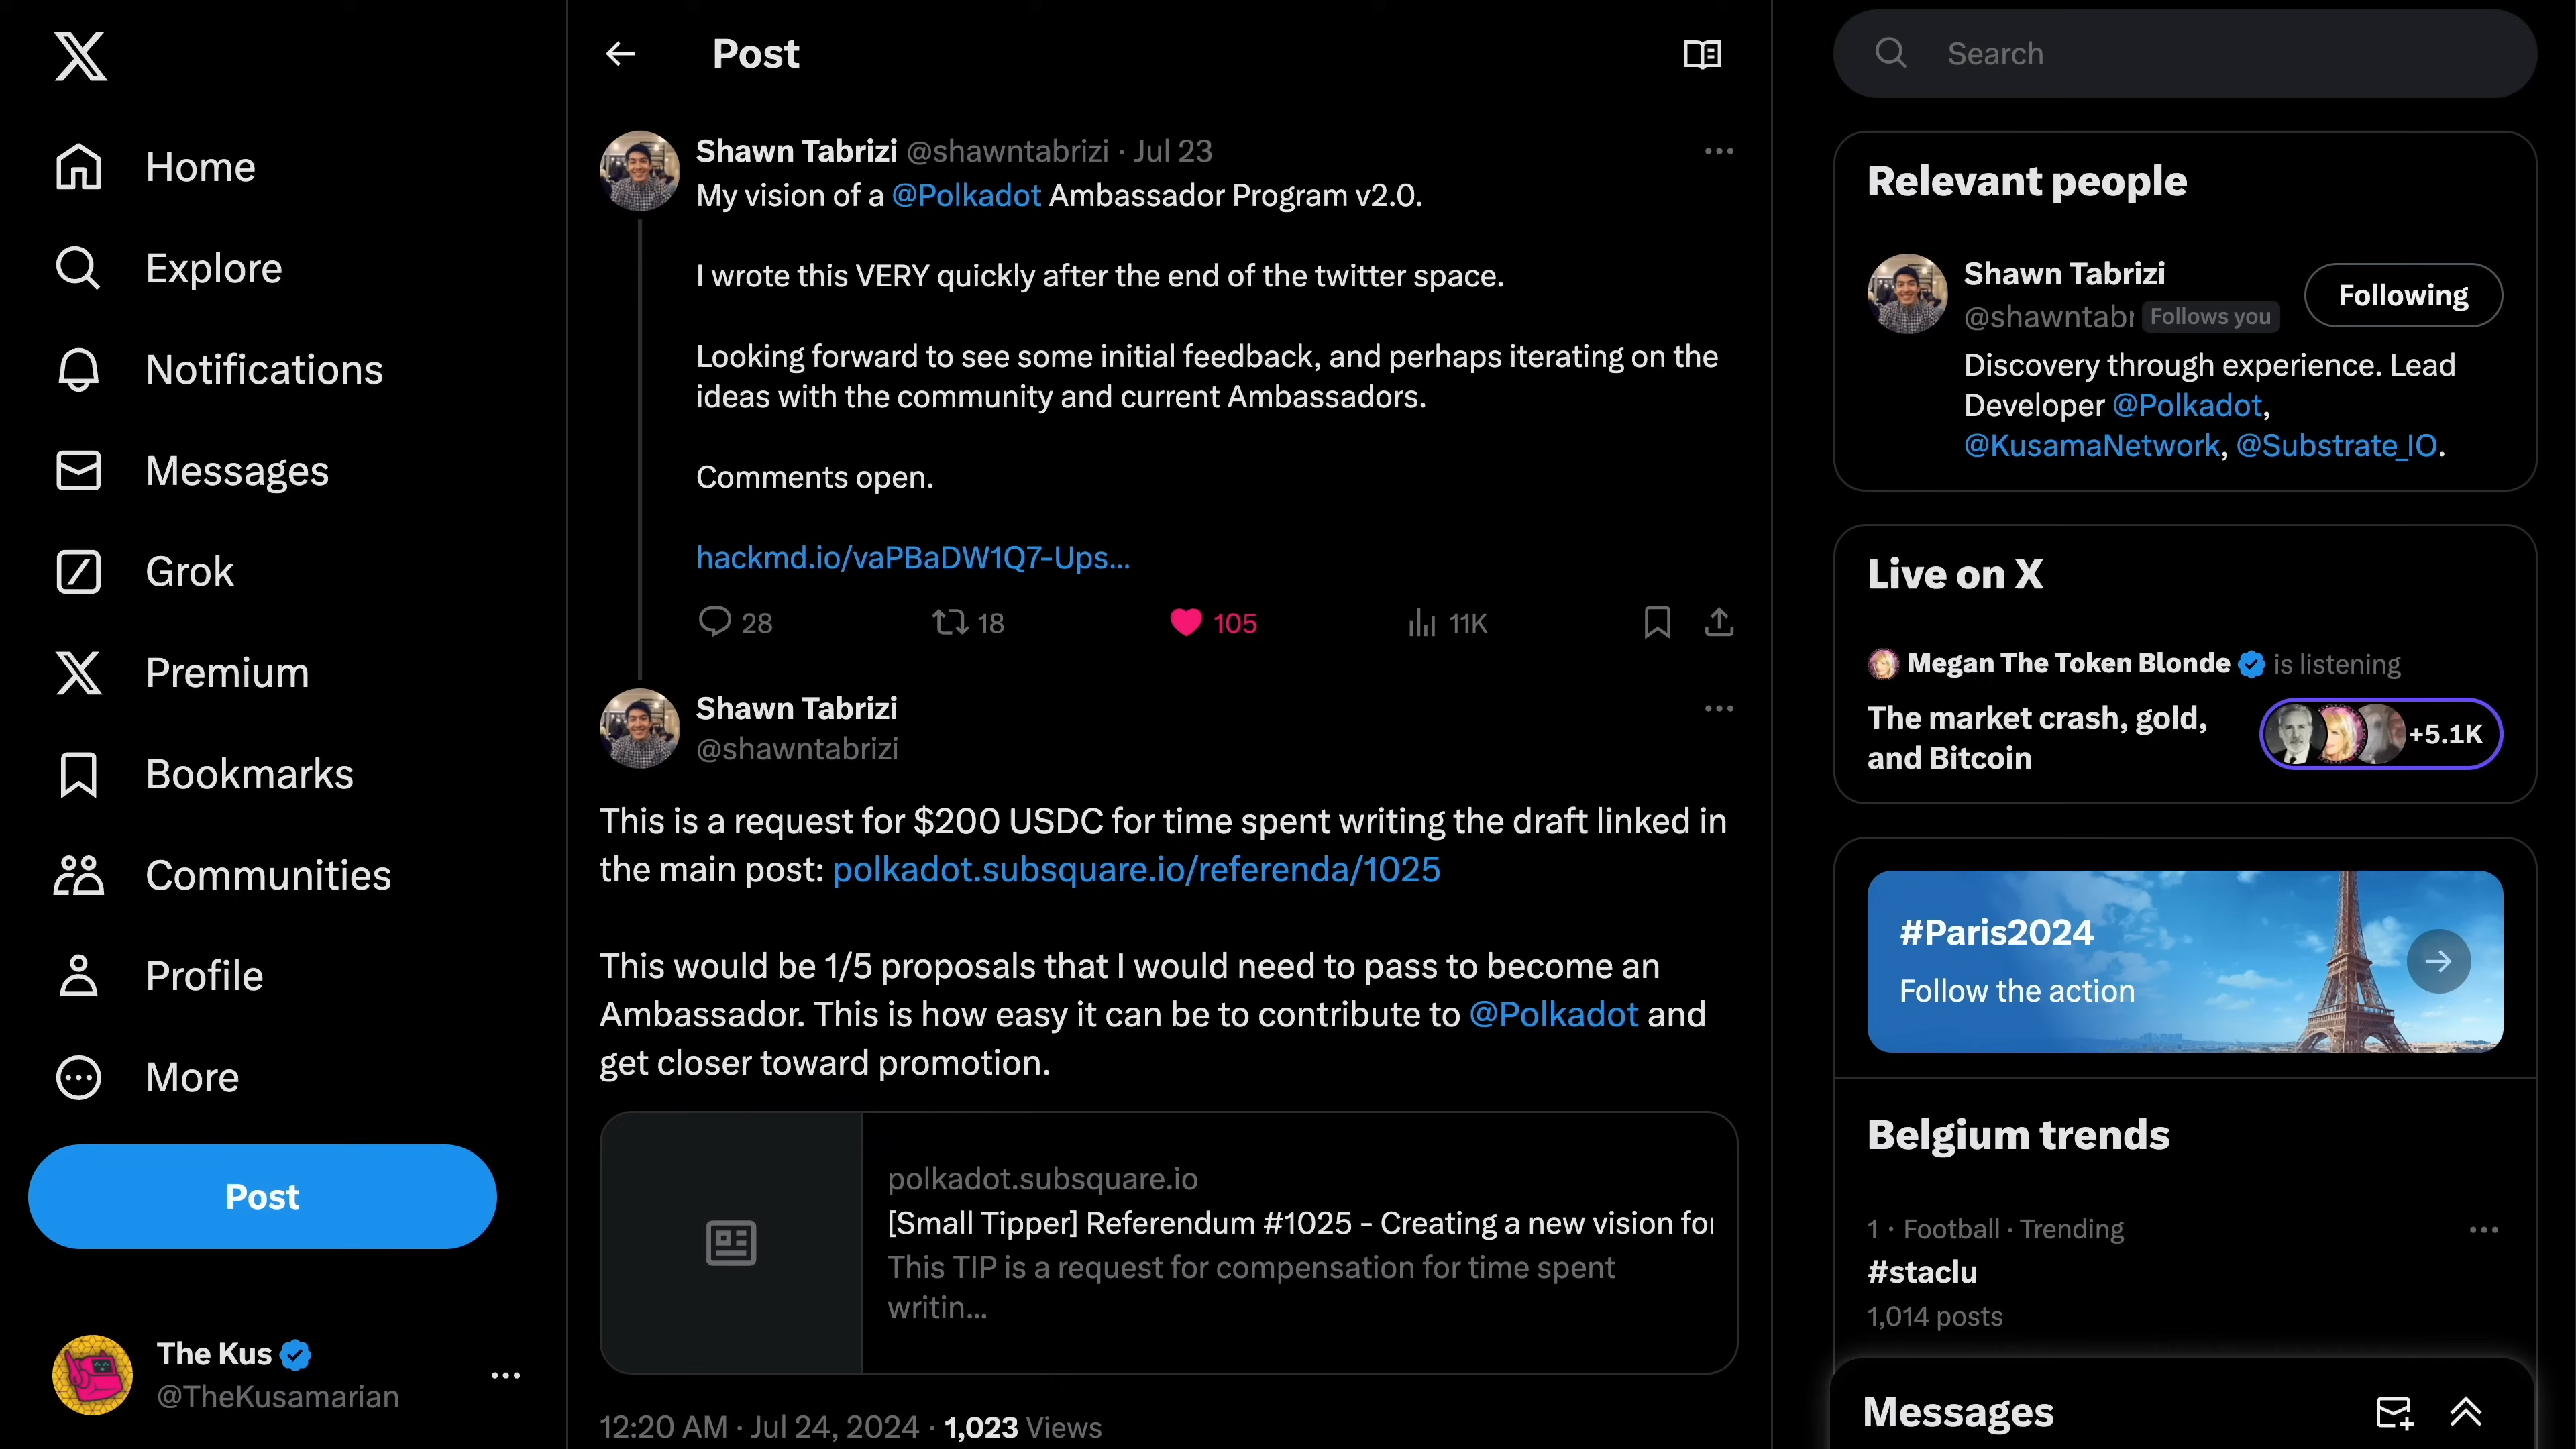 Home
Explore
Notifications
Messages
Grok
Premium
Bookmarks
Communities
Profile
More
Post
The Kus
@TheKusamarian
Post
Shawn Tabrizi @shawntabrizi · Jul 23
My vision of a @Polkadot Ambassador Program v2.0.
I wrote this VERY quickly after the end of the twitter space.
Looking forward to see some initial feedback, and perhaps iterating on the
ideas with the community and current Ambassadors.
Comments open.
hackmd.io/vaPBaDW1Q7-Ups...
28 18 105 11K
Shawn Tabrizi
@shawntabrizi
This is a request for $200 USDC for time spent writing the draft linked in
the main post: polkadot.subsquare.io/referenda/1025
This would be 1/5 proposals that I would need to pass to become an
Ambassador. This is how easy it can be to contribute to @Polkadot and
get closer toward promotion.
polkadot.subsquare.io
[Small Tipper] Referendum #1025 - Creating a new vision for
This TIP is a request for compensation for time spent
writin...
12:20 AM · Jul 24, 2024 · 1,023 Views
Search
Relevant people
Shawn Tabrizi
@shawntabr Follows you
Following
Discovery through experience. Lead
Developer @Polkadot,
@KusamaNetwork, @Substrate_IO.
Live on X
Megan The Token Blonde is listening
The market crash, gold,
and Bitcoin
+5.1K
#Paris2024
Follow the action
Belgium trends
1 · Football · Trending
#staclu
1,014 posts
Messages